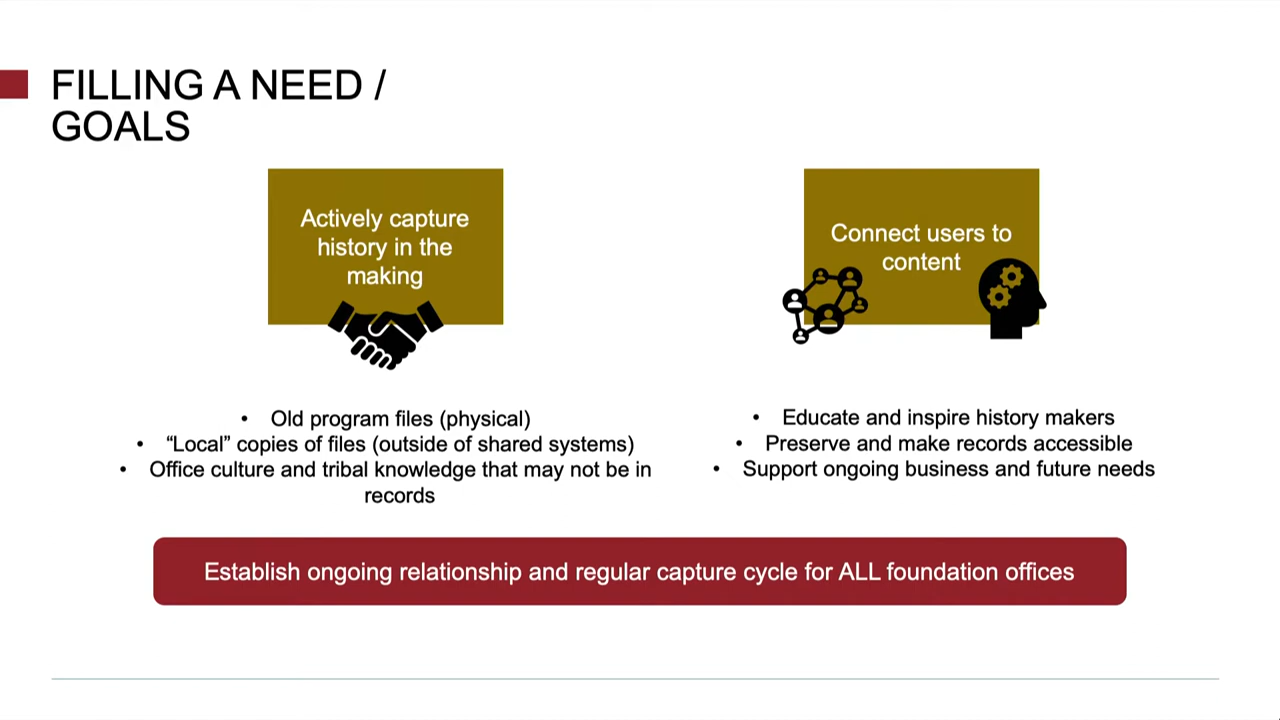 FILLING A NEED /
GOALS
Actively capture
history in the
making
Connect users to
content
• Old program files (physical)
• “Local” copies of files (outside of shared systems)
• Office culture and tribal knowledge that may not be in
records
• Educate and inspire history makers
• Preserve and make records accessible
• Support ongoing business and future needs
Establish ongoing relationship and regular capture cycle for ALL foundation offices